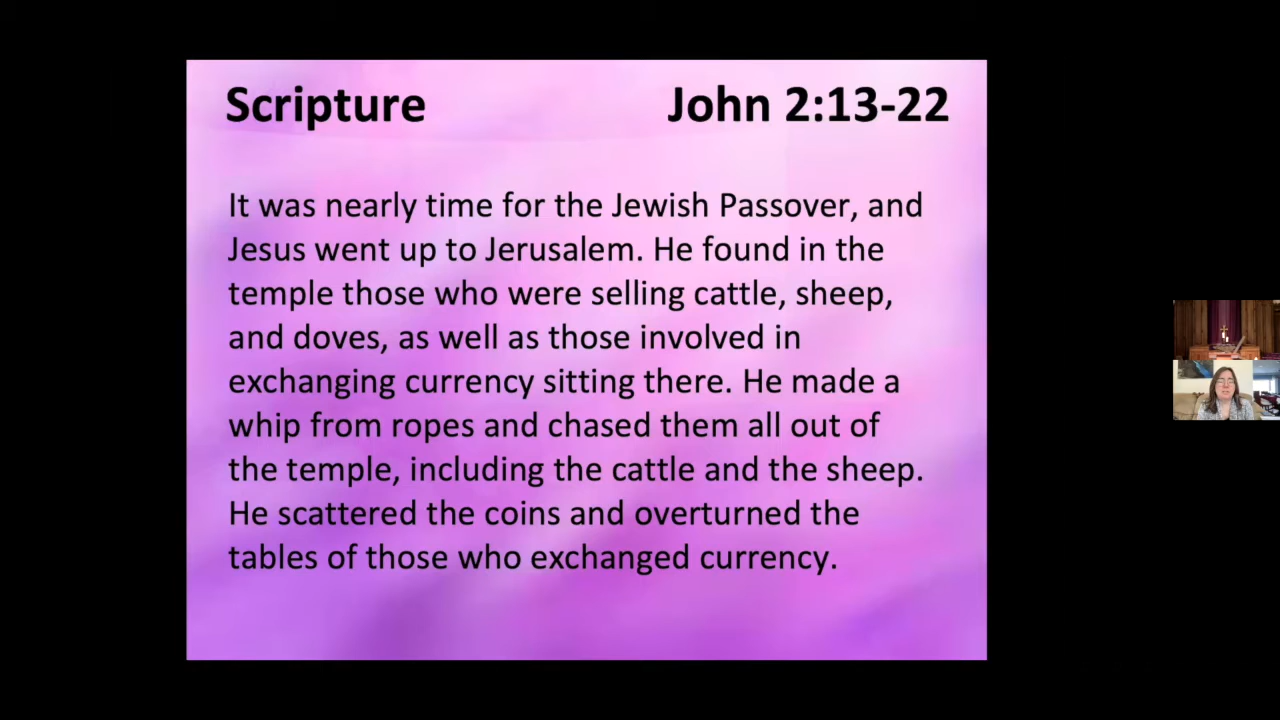 Scripture John 2:13-22
It was nearly time for the Jewish Passover, and
Jesus went up to Jerusalem. He found in the
temple those who were selling cattle, sheep,
and doves, as well as those involved in
exchanging currency sitting there. He made a
whip from ropes and chased them all out of
the temple, including the cattle and the sheep.
He scattered the coins and overturned the
tables of those who exchanged currency.